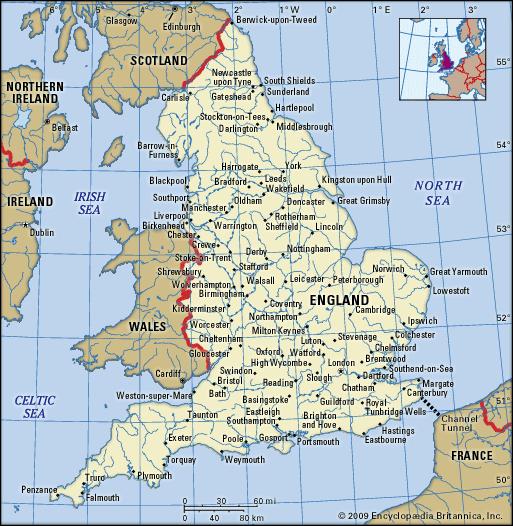 Glasgow
Edinburgh
Berwick-upon-Tweed
55°
SCOTLAND
Newcastle
upon Tyne
South Shields
Sunderland
Gateshead
Carlisle
NORTHERN
IRELAND
Belfast
Hartlepool
Stockton-on-Tees
Darlington
Middlesbrough
54°
Barrow-in-
Furness
Harrogate
York
Blackpool
Bradford
Leeds
Kingston upon Hull
Wakefield
IRISH
SEA
NORTH
SEA
IRELAND
Southport
Oldham
Doncaster
Great Grimsby
Manchester
Rotherham
Liverpool
Birkenhead
Warrington
Sheffield
Lincoln
53°
Dublin
Chester
Crewe
Stoke-on-Trent
Derby
Nottingham
Shrewsbury
Stafford
Norwich
Great Yarmouth
Wolverhampton
Walsall
Leicester
Peterborough
Lowestoft
Birmingham
ENGLAND
Kidderminster
Coventry
Northampton
Cambridge
52°
WALES
Worcester
Milton Keynes
Ipswich
Cheltenham
Luton
Stevenage
Colchester
Gloucester
Oxford
Watford
Chelmsford
High Wycombe
London
Brentwood
Cardiff
Swindon
Slough
Dartford
Southend-on-Sea
Bristol
Reading
Chatham
Margate
Weston-super-Mare
Bath
Basingstoke
Guildford
Royal
Tunbridge Wells
Canterbury
51°
CELTIC
SEA
Taunton
Eastleigh
Southampton
Brighton
and Hove
Hastings
Eastbourne
Channel
Tunnel
Exeter
Poole
Gosport
Portsmouth
FRANCE
Torquay
Weymouth
Plymouth
50°
Truro
Penzance
Falmouth
0 30 60 mi
0 40 80 km
6° 5° 4° 3° 2° 1° 0° 1°
© 2009 Encyclopædia Britannica, Inc.